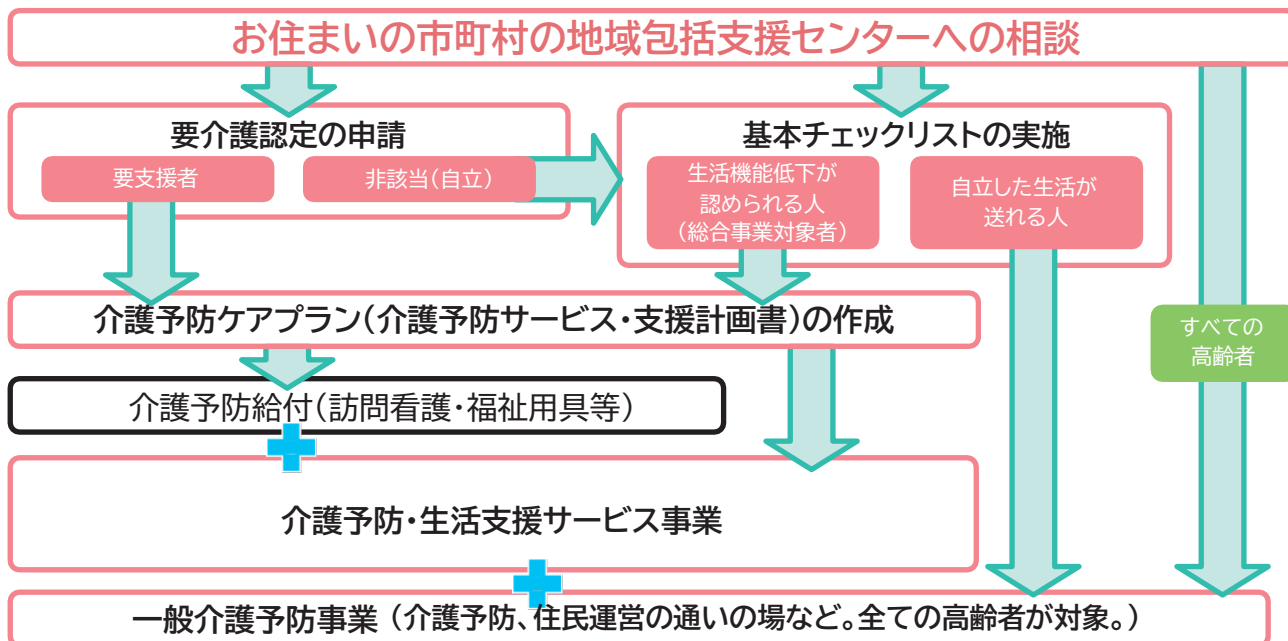 お住まいの市町村の地域包括支援センターへの相談
要介護認定の申請
要支援者
非該当(自立)
基本チェックリストの実施
生活機能低下が
認められる人
(総合事業対象者)
自立した生活が
送れる人
介護予防ケアプラン(介護予防サービス・支援計画書)の作成
すべての
高齢者
介護予防給付(訪問看護・福祉用具等)
介護予防・生活支援サービス事業
一般介護予防事業(介護予防、住民運営の通いの場など。全ての高齢者が対象。)